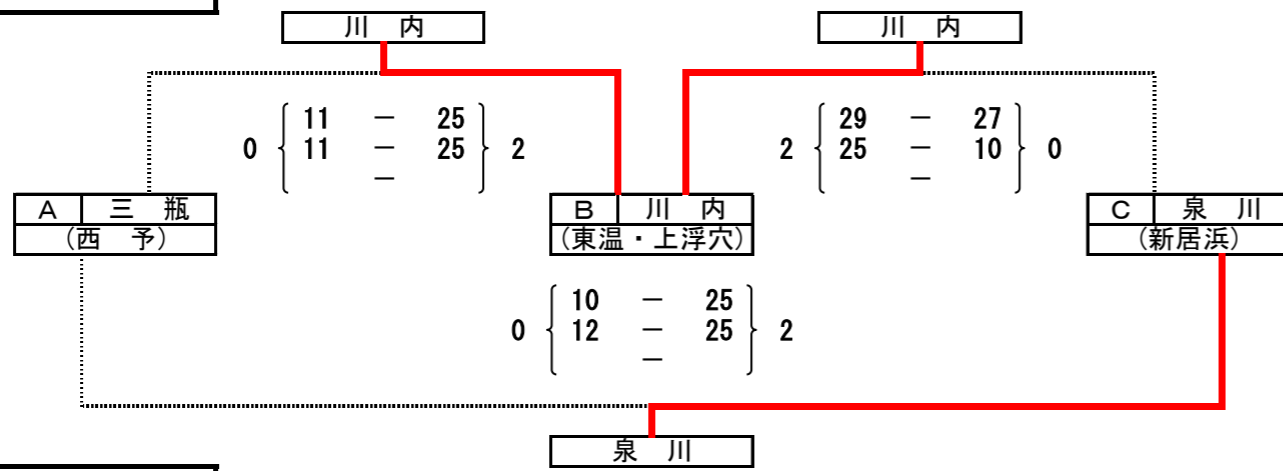 川 内 川 内
11 － 25 29 － 27
0 11 － 25 2 2 25 － 10 0
－ －
A 三 瓶 B 川 内 C 泉 川
(西 予) (東温・上浮穴) (新居浜)
10 － 25
0 12 － 25 2
－
泉 川